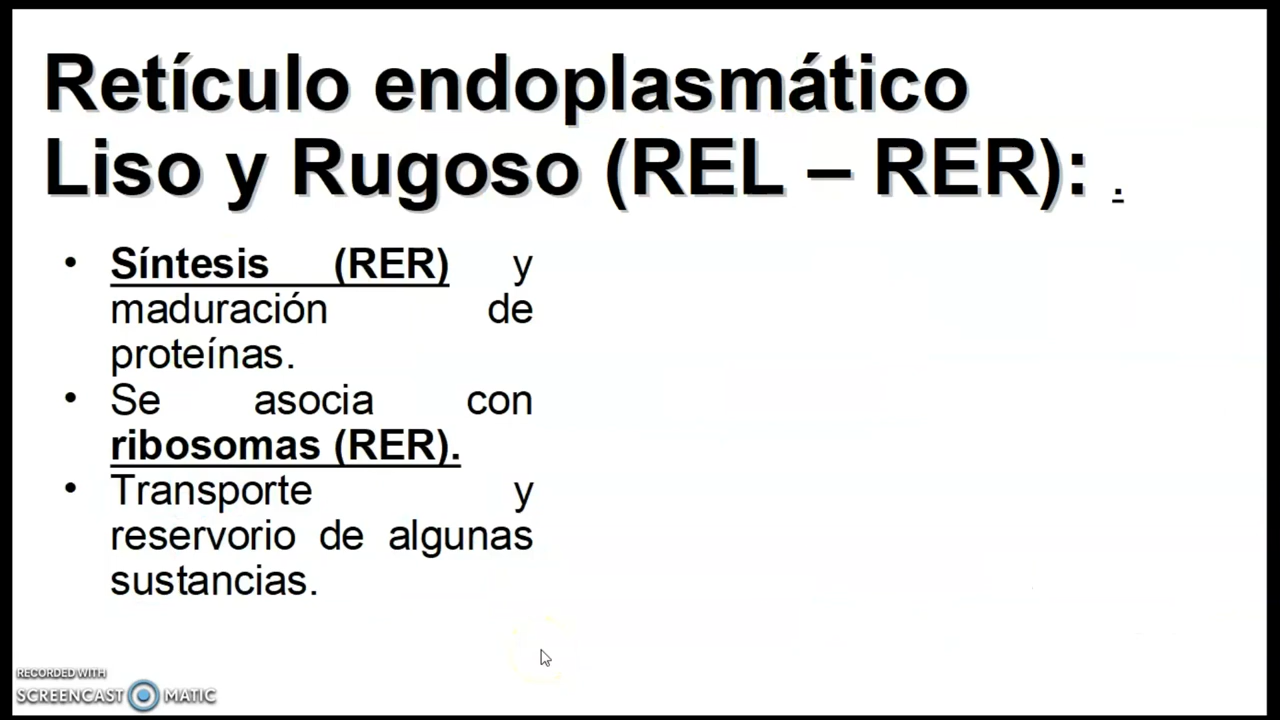 Retículo endoplasmático
Liso y Rugoso (REL – RER): .
• Síntesis (RER) y
maduración de
proteínas.
• Se asocia con
ribosomas (RER).
• Transporte y
reservorio de algunas
sustancias.
RECORDED WITH
SCREENCAST MATIC